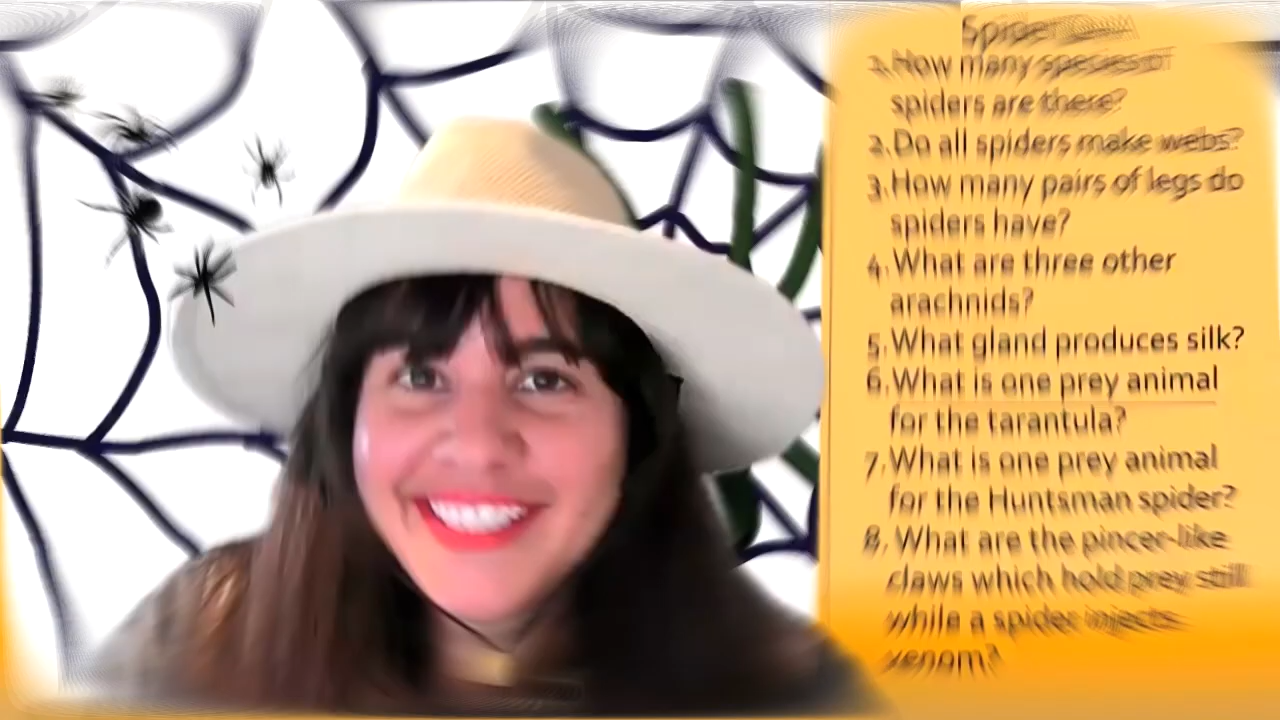 Spider
1. How many species of
spiders are there?
2. Do all spiders make webs?
3. How many pairs of legs do
spiders have?
4. What are three other
arachnids?
5. What gland produces silk?
6. What is one prey animal
for the tarantula?
7. What is one prey animal
for the Huntsman spider?
8. What are the pincer-like
claws which hold prey still
while a spider injects
venom?